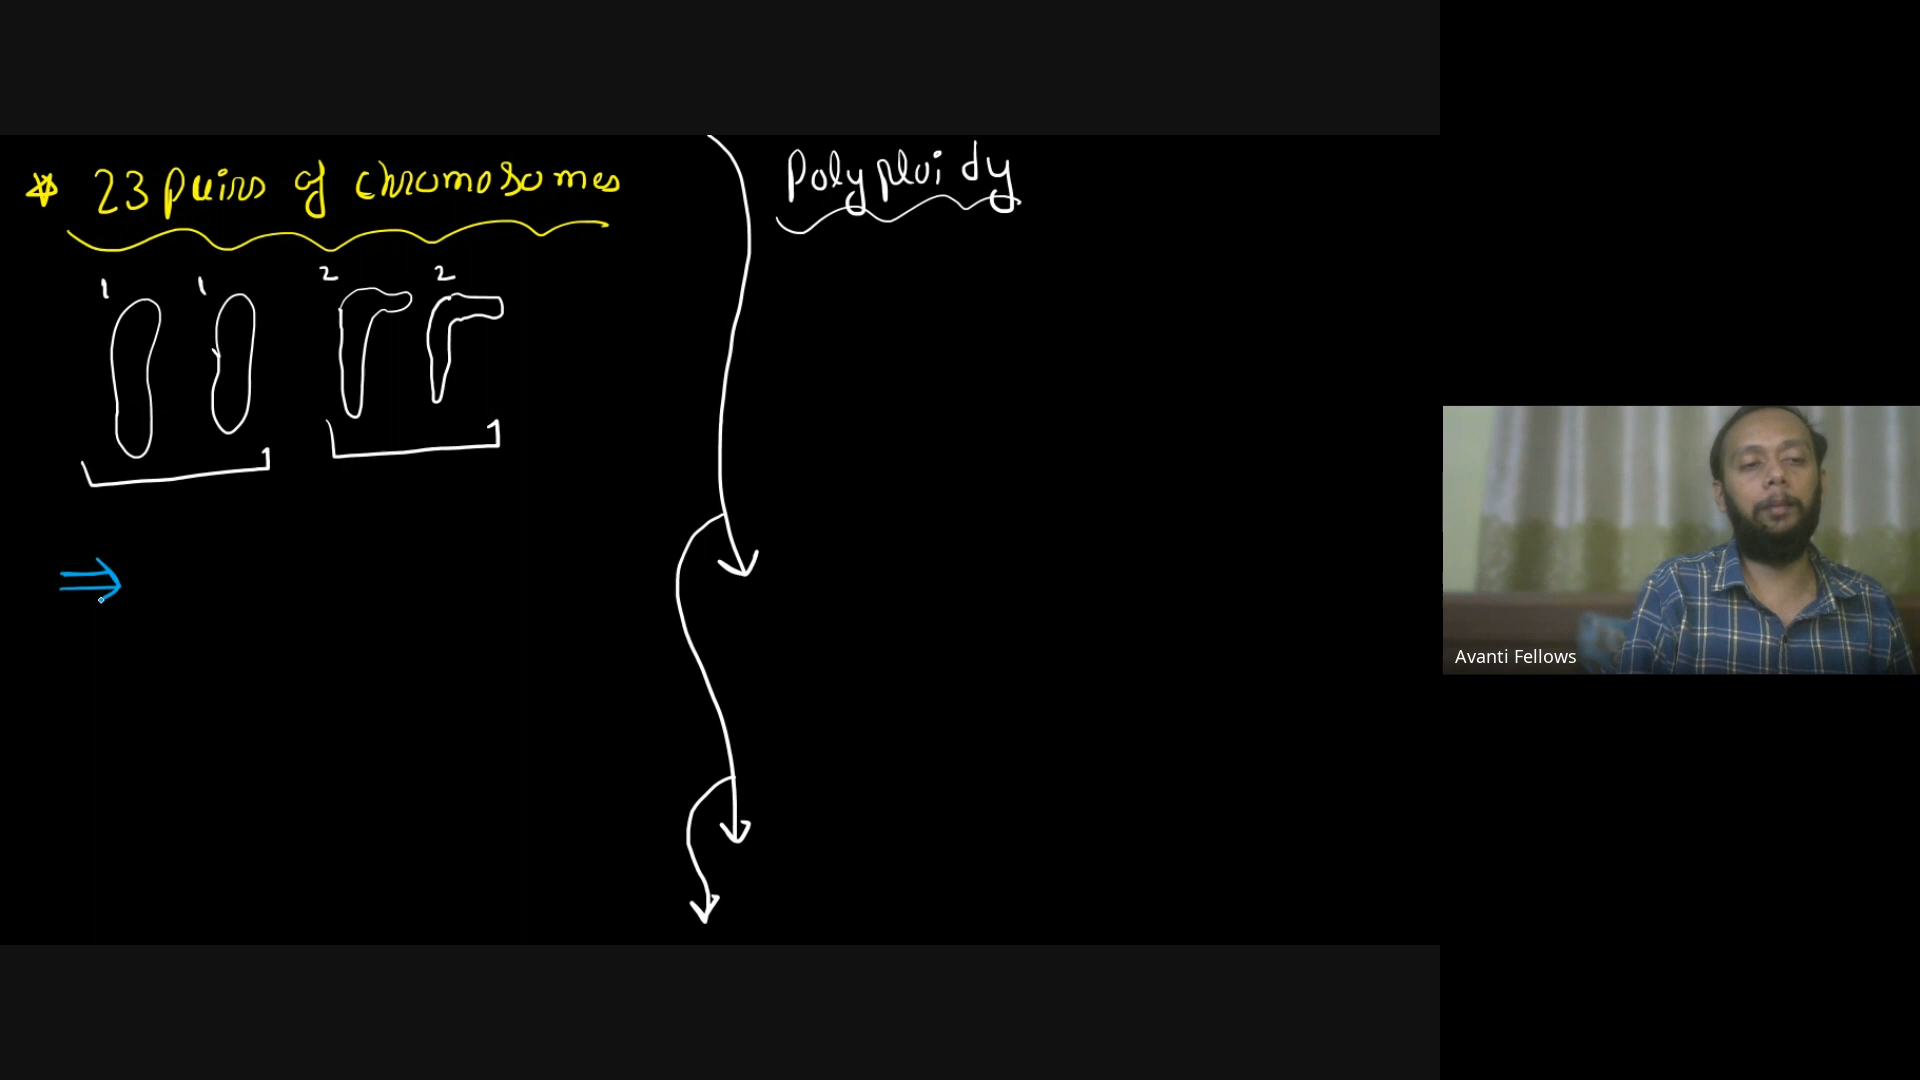 23 pairs of chromosomes
1 1 2 2
Polyploidy
Avanti Fellows